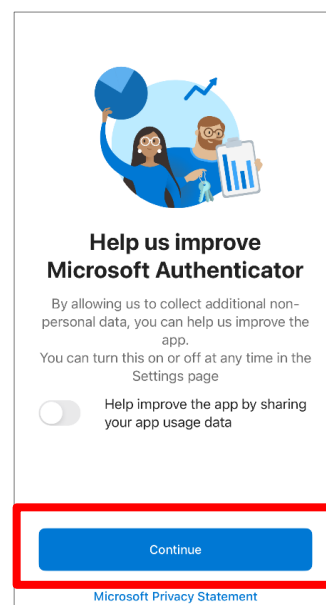 Help us improve
Microsoft Authenticator
By allowing us to collect additional non-
personal data, you can help us improve the
app.
You can turn this on or off at any time in the
Settings page
Help improve the app by sharing
your app usage data
Continue
Microsoft Privacy Statement